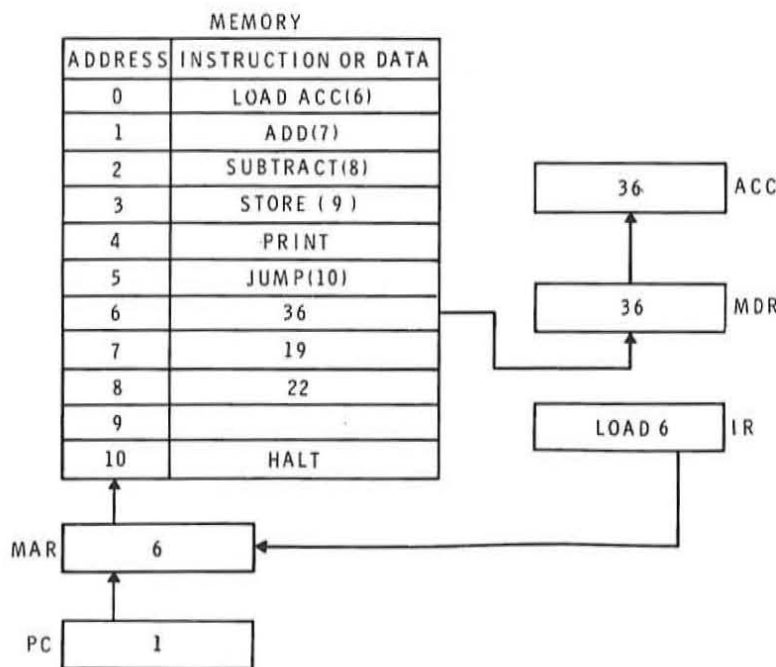 MEMORY
ADDRESS INSTRUCTION OR DATA
0 LOAD ACC(6)
1 ADD(7)
2 SUBTRACT(8)
3 STORE (9)
4 PRINT
5 JUMP(10)
6 36
7 19
8 22
9
10 HALT
36 ACC
36 MDR
LOAD 6 IR
MAR 6
PC 1